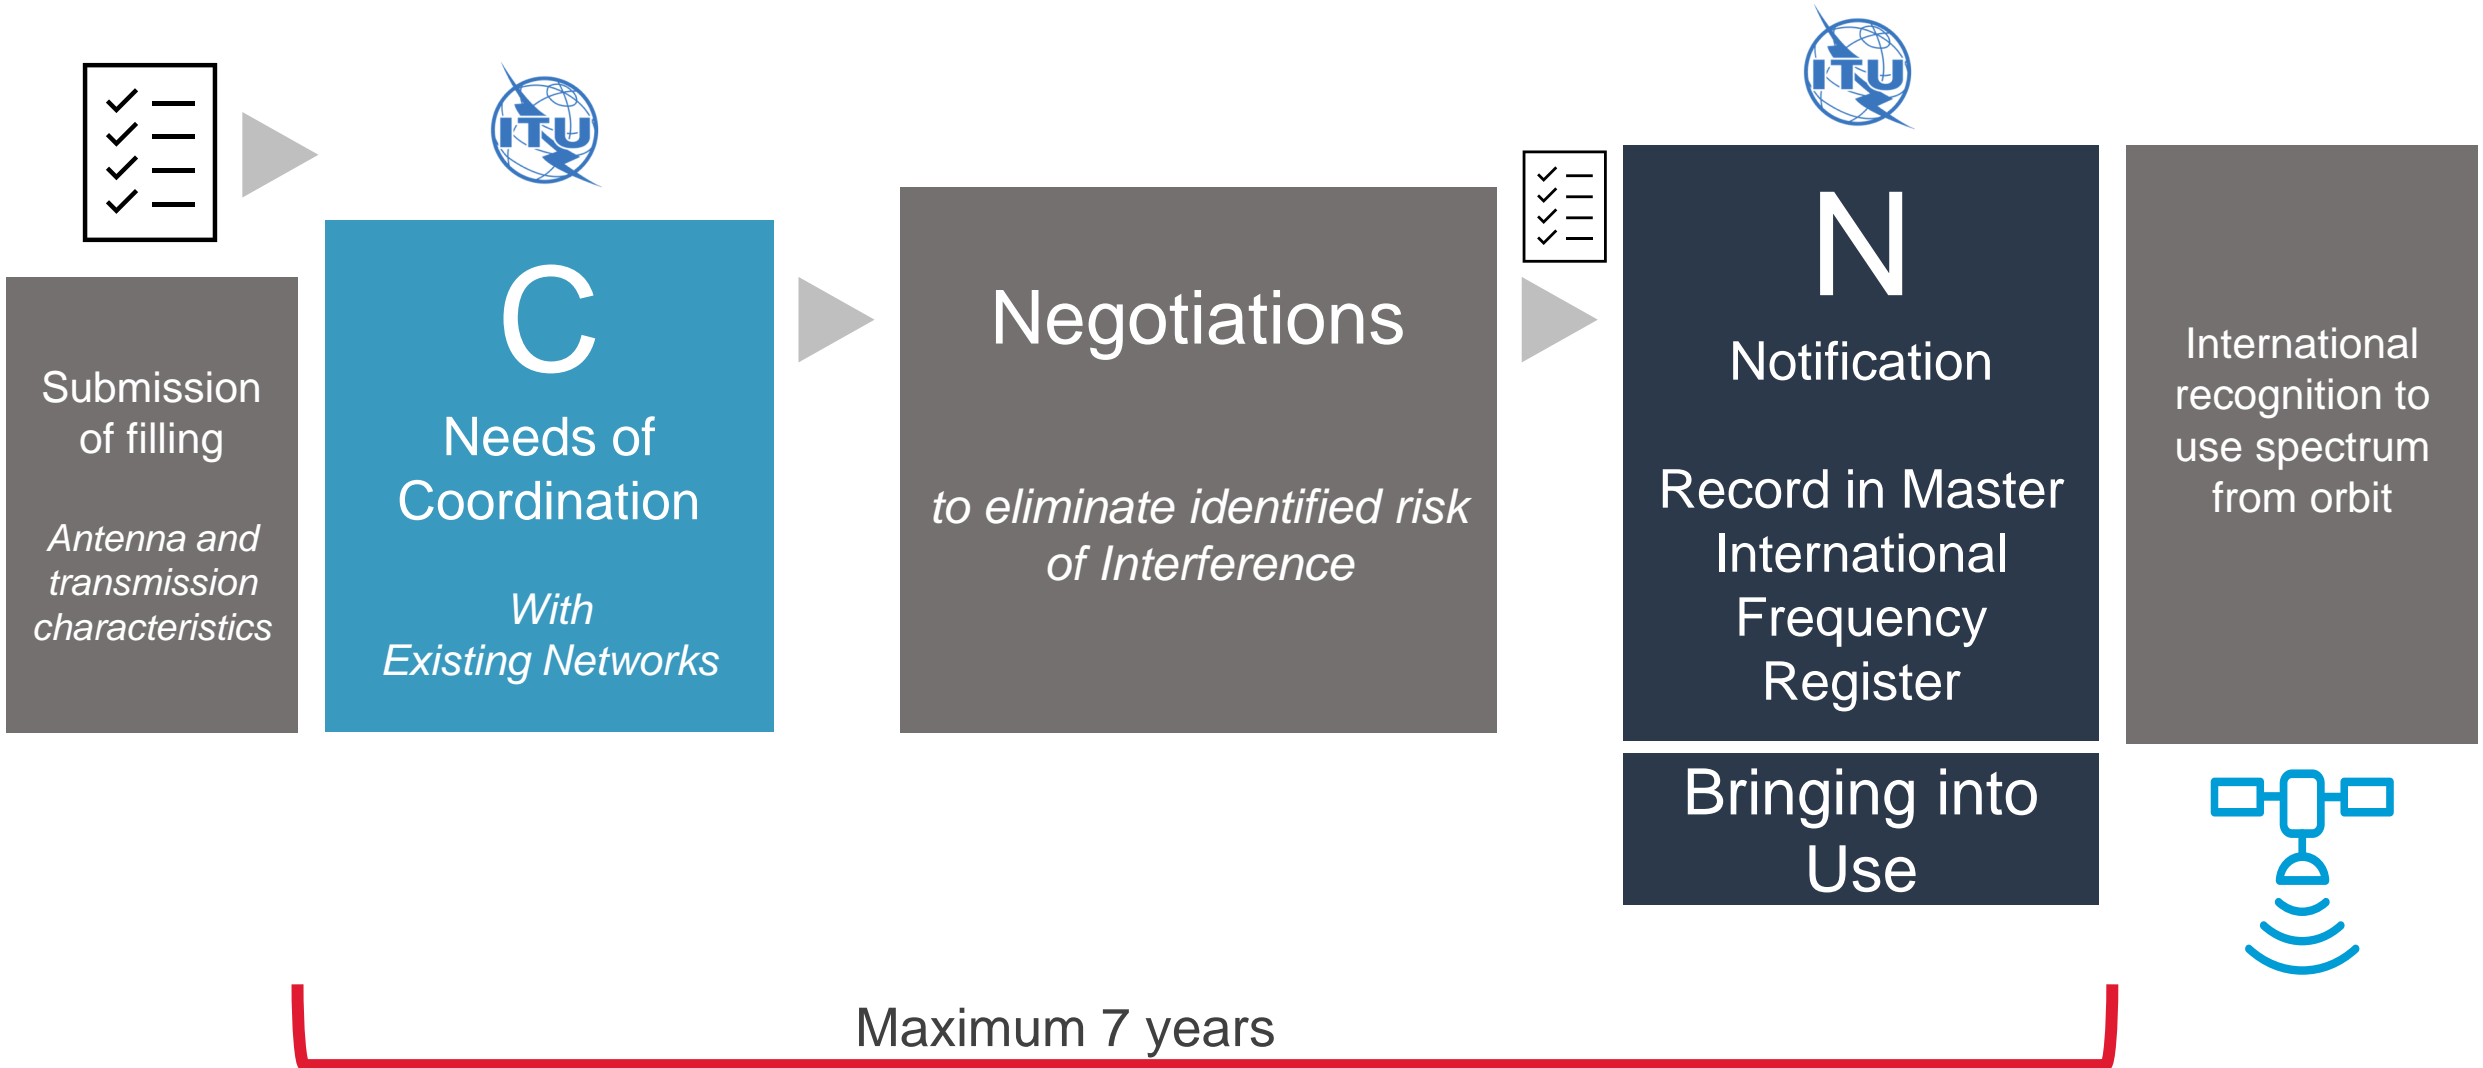 ITU
ITU
Submission
of filling
Antenna and
transmission
characteristics
C
Needs of
Coordination
With
Existing Networks
Negotiations
to eliminate identified risk
of Interference
N
Notification
Record in Master
International
Frequency
Register
Bringing into
Use
International
recognition to
use spectrum
from orbit
Maximum 7 years